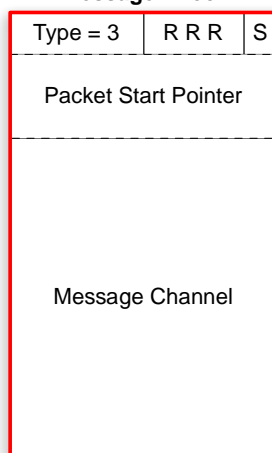 Type = 3 R R R S
Packet Start Pointer
Message Channel